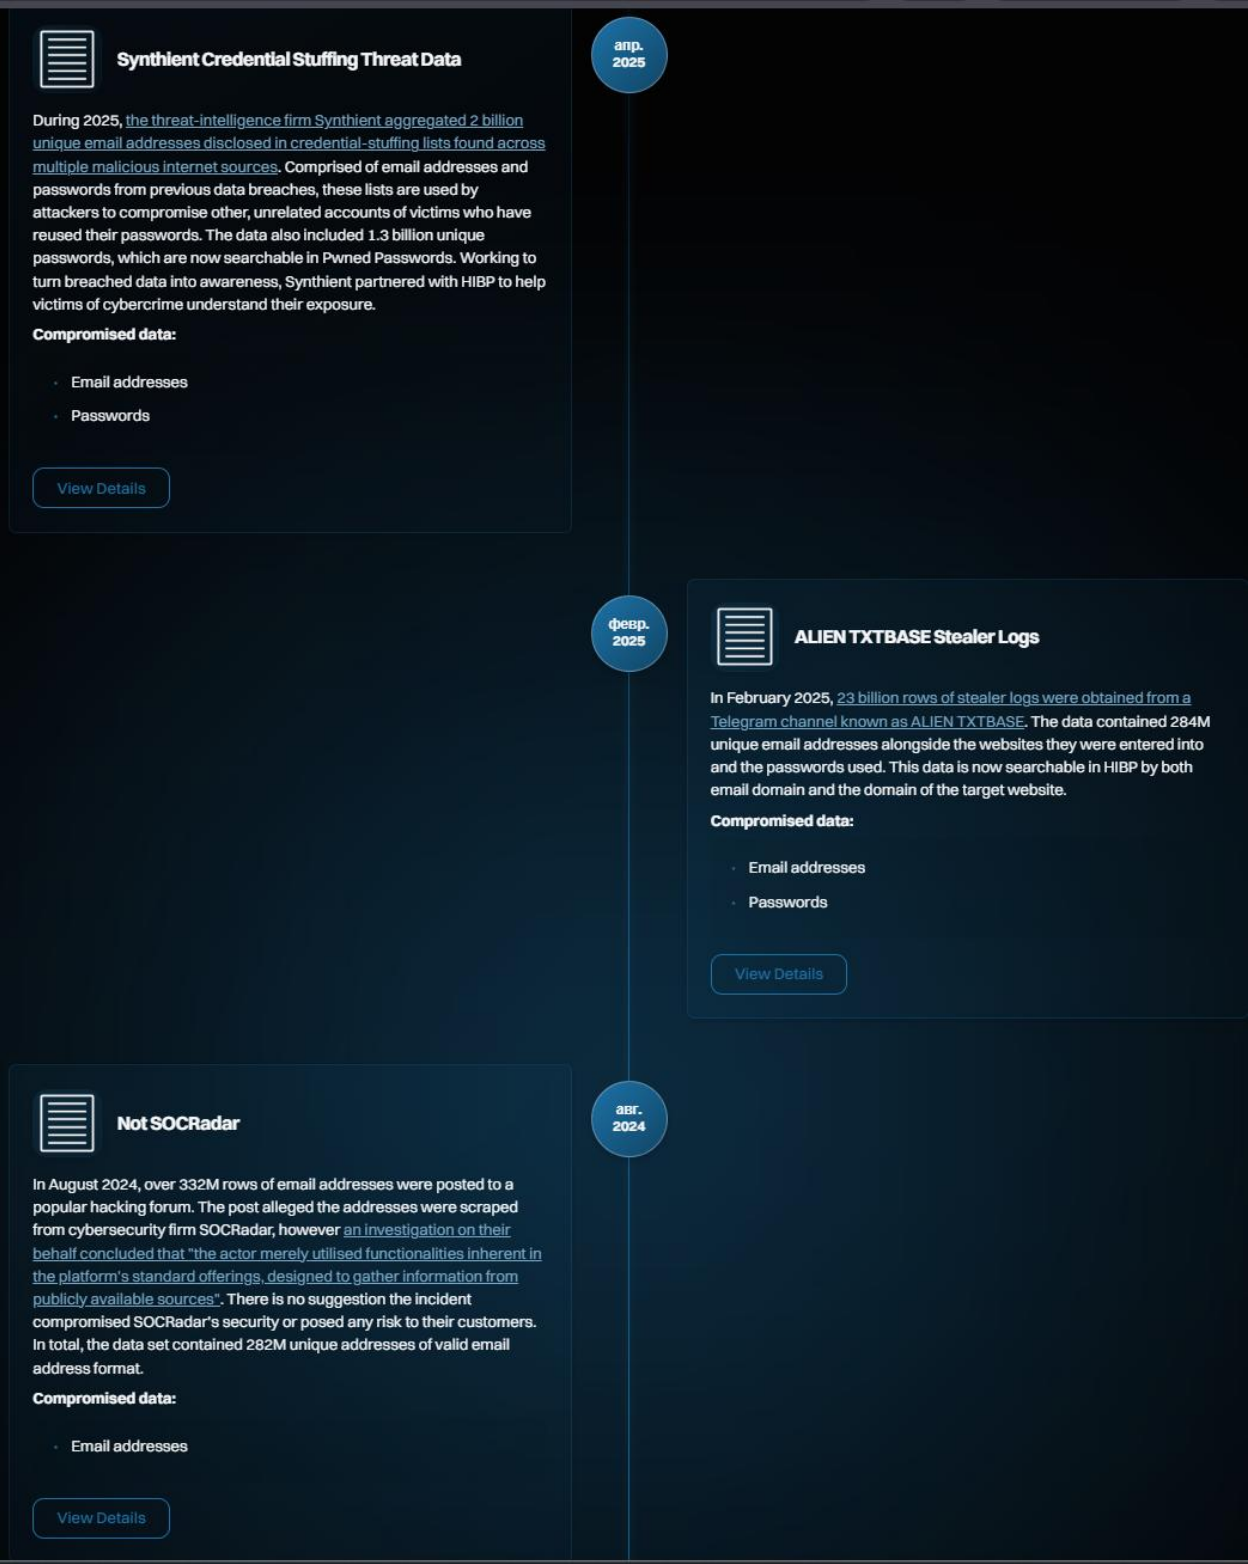 Synthient Credential Stuffing Threat Data
апр.
2025
During 2025, the threat-intelligence firm Synthient aggregated 2 billion
unique email addresses disclosed in credential-stuffing lists found across
multiple malicious internet sources. Comprised of email addresses and
passwords from previous data breaches, these lists are used by
attackers to compromise other, unrelated accounts of victims who have
reused their passwords. The data also included 1.3 billion unique
passwords, which are now searchable in Pwned Passwords. Working to
turn breached data into awareness, Synthient partnered with HIBP to help
victims of cybercrime understand their exposure.
Compromised data:
Email addresses
Passwords
View Details
февр.
2025
ALIEN TXTBASE Stealer Logs
In February 2025, 23 billion rows of stealer logs were obtained from a
Telegram channel known as ALIEN TXTBASE. The data contained 284M
unique email addresses alongside the websites they were entered into
and the passwords used. This data is now searchable in HIBP by both
email domain and the domain of the target website.
Compromised data:
Email addresses
Passwords
View Details
Not SOCRadar
авг.
2024
In August 2024, over 332M rows of email addresses were posted to a
popular hacking forum. The post alleged the addresses were scraped
from cybersecurity firm SOCRadar, however an investigation on their
behalf concluded that "the actor merely utilised functionalities inherent in
the platform's standard offerings, designed to gather information from
publicly available sources". There is no suggestion the incident
compromised SOCRadar's security or posed any risk to their customers.
In total, the data set contained 282M unique addresses of valid email
address format.
Compromised data:
Email addresses
View Details